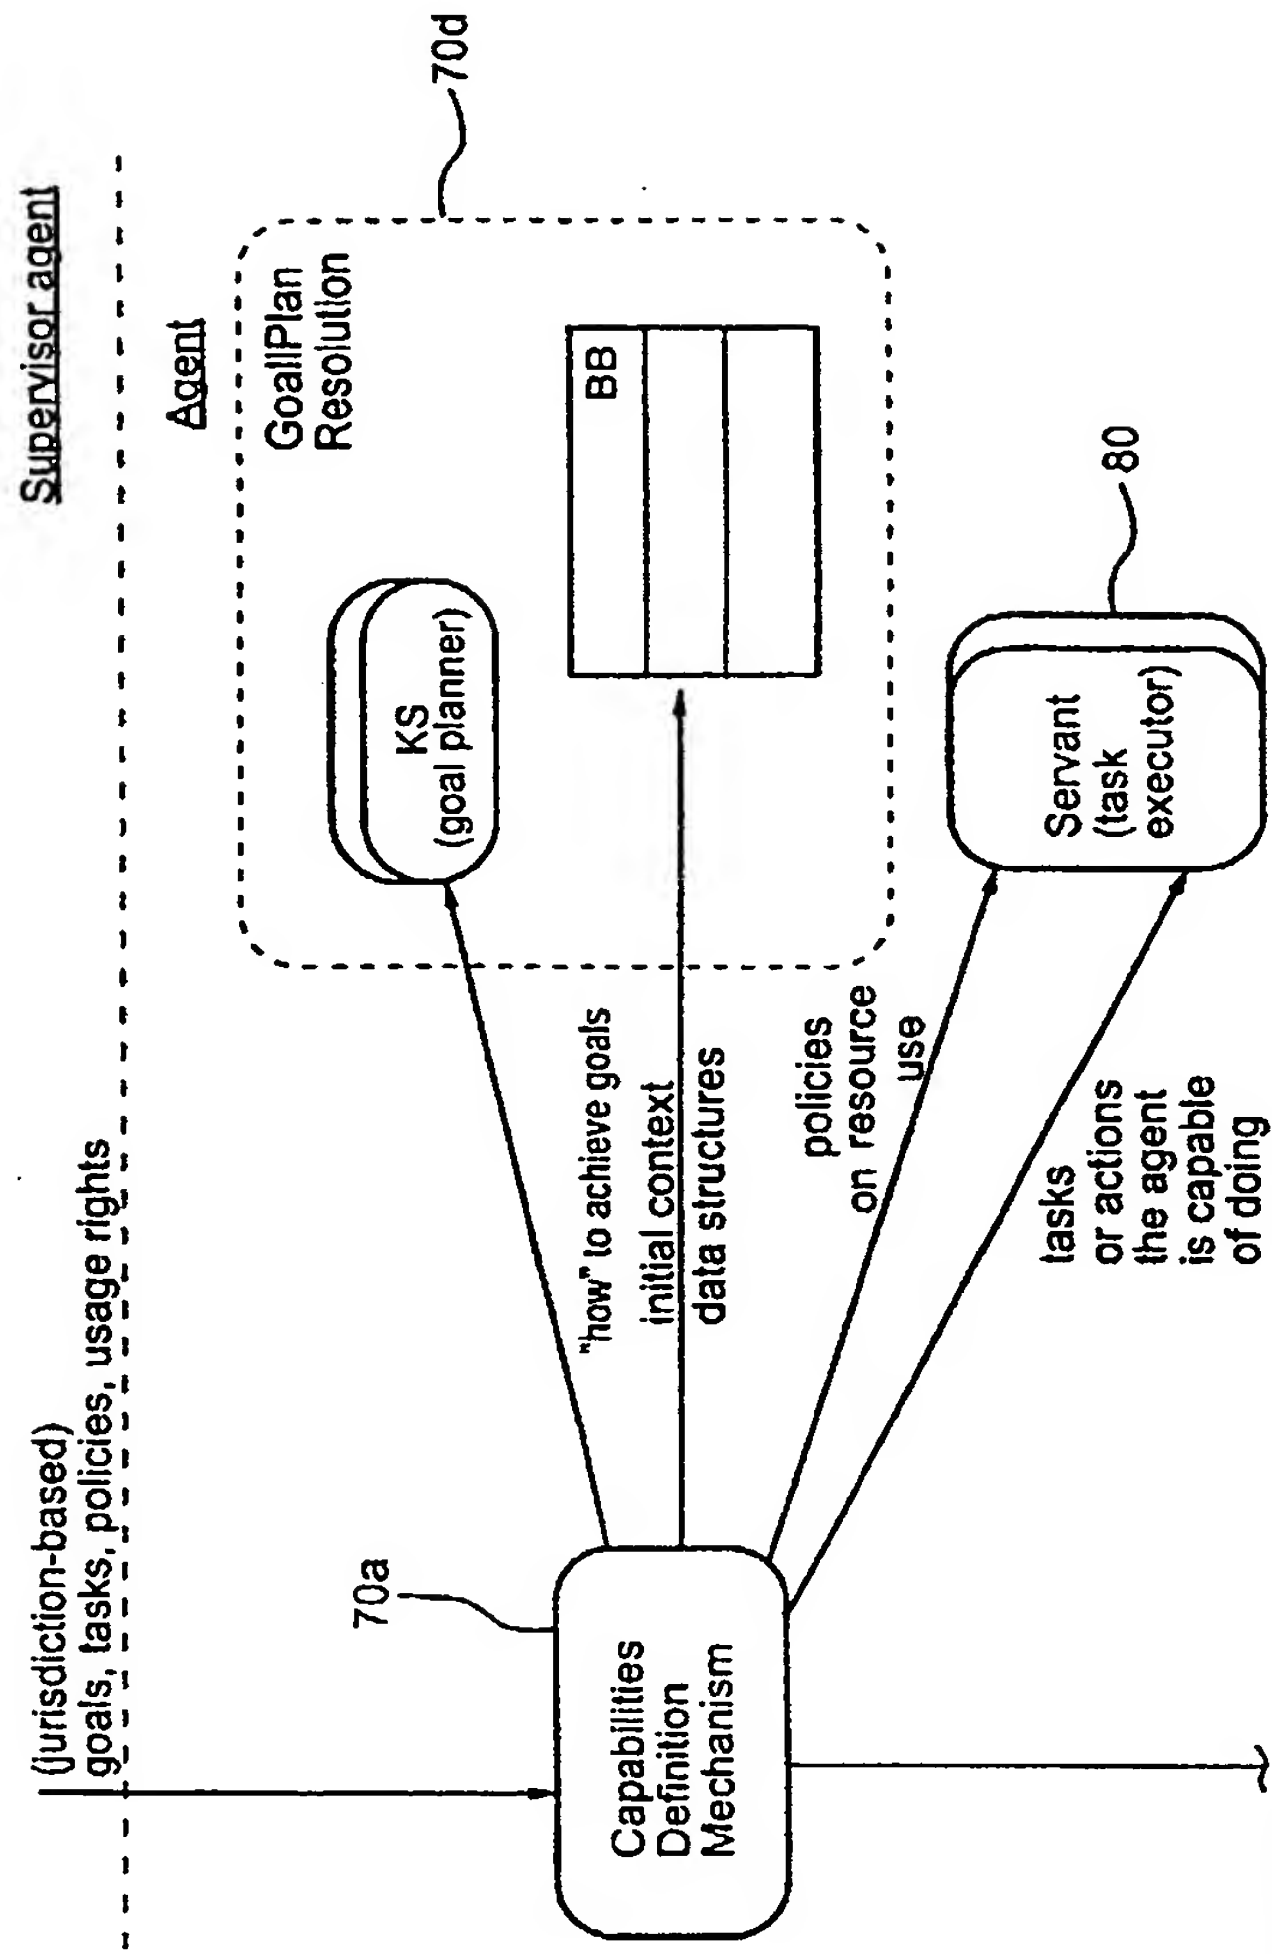 Supervisor agent
(jurisdiction-based)
goals, tasks, policies, usage rights
Agent
70d
GoallPlan
Resolution
KS
(goal planner)
BB
70a
Capabilities
Definition
Mechanism
"how" to achieve goals
initial context
data structures
policies
on resource
use
tasks
or actions
the agent
is capable
of doing
Servant
(task
executor)
80